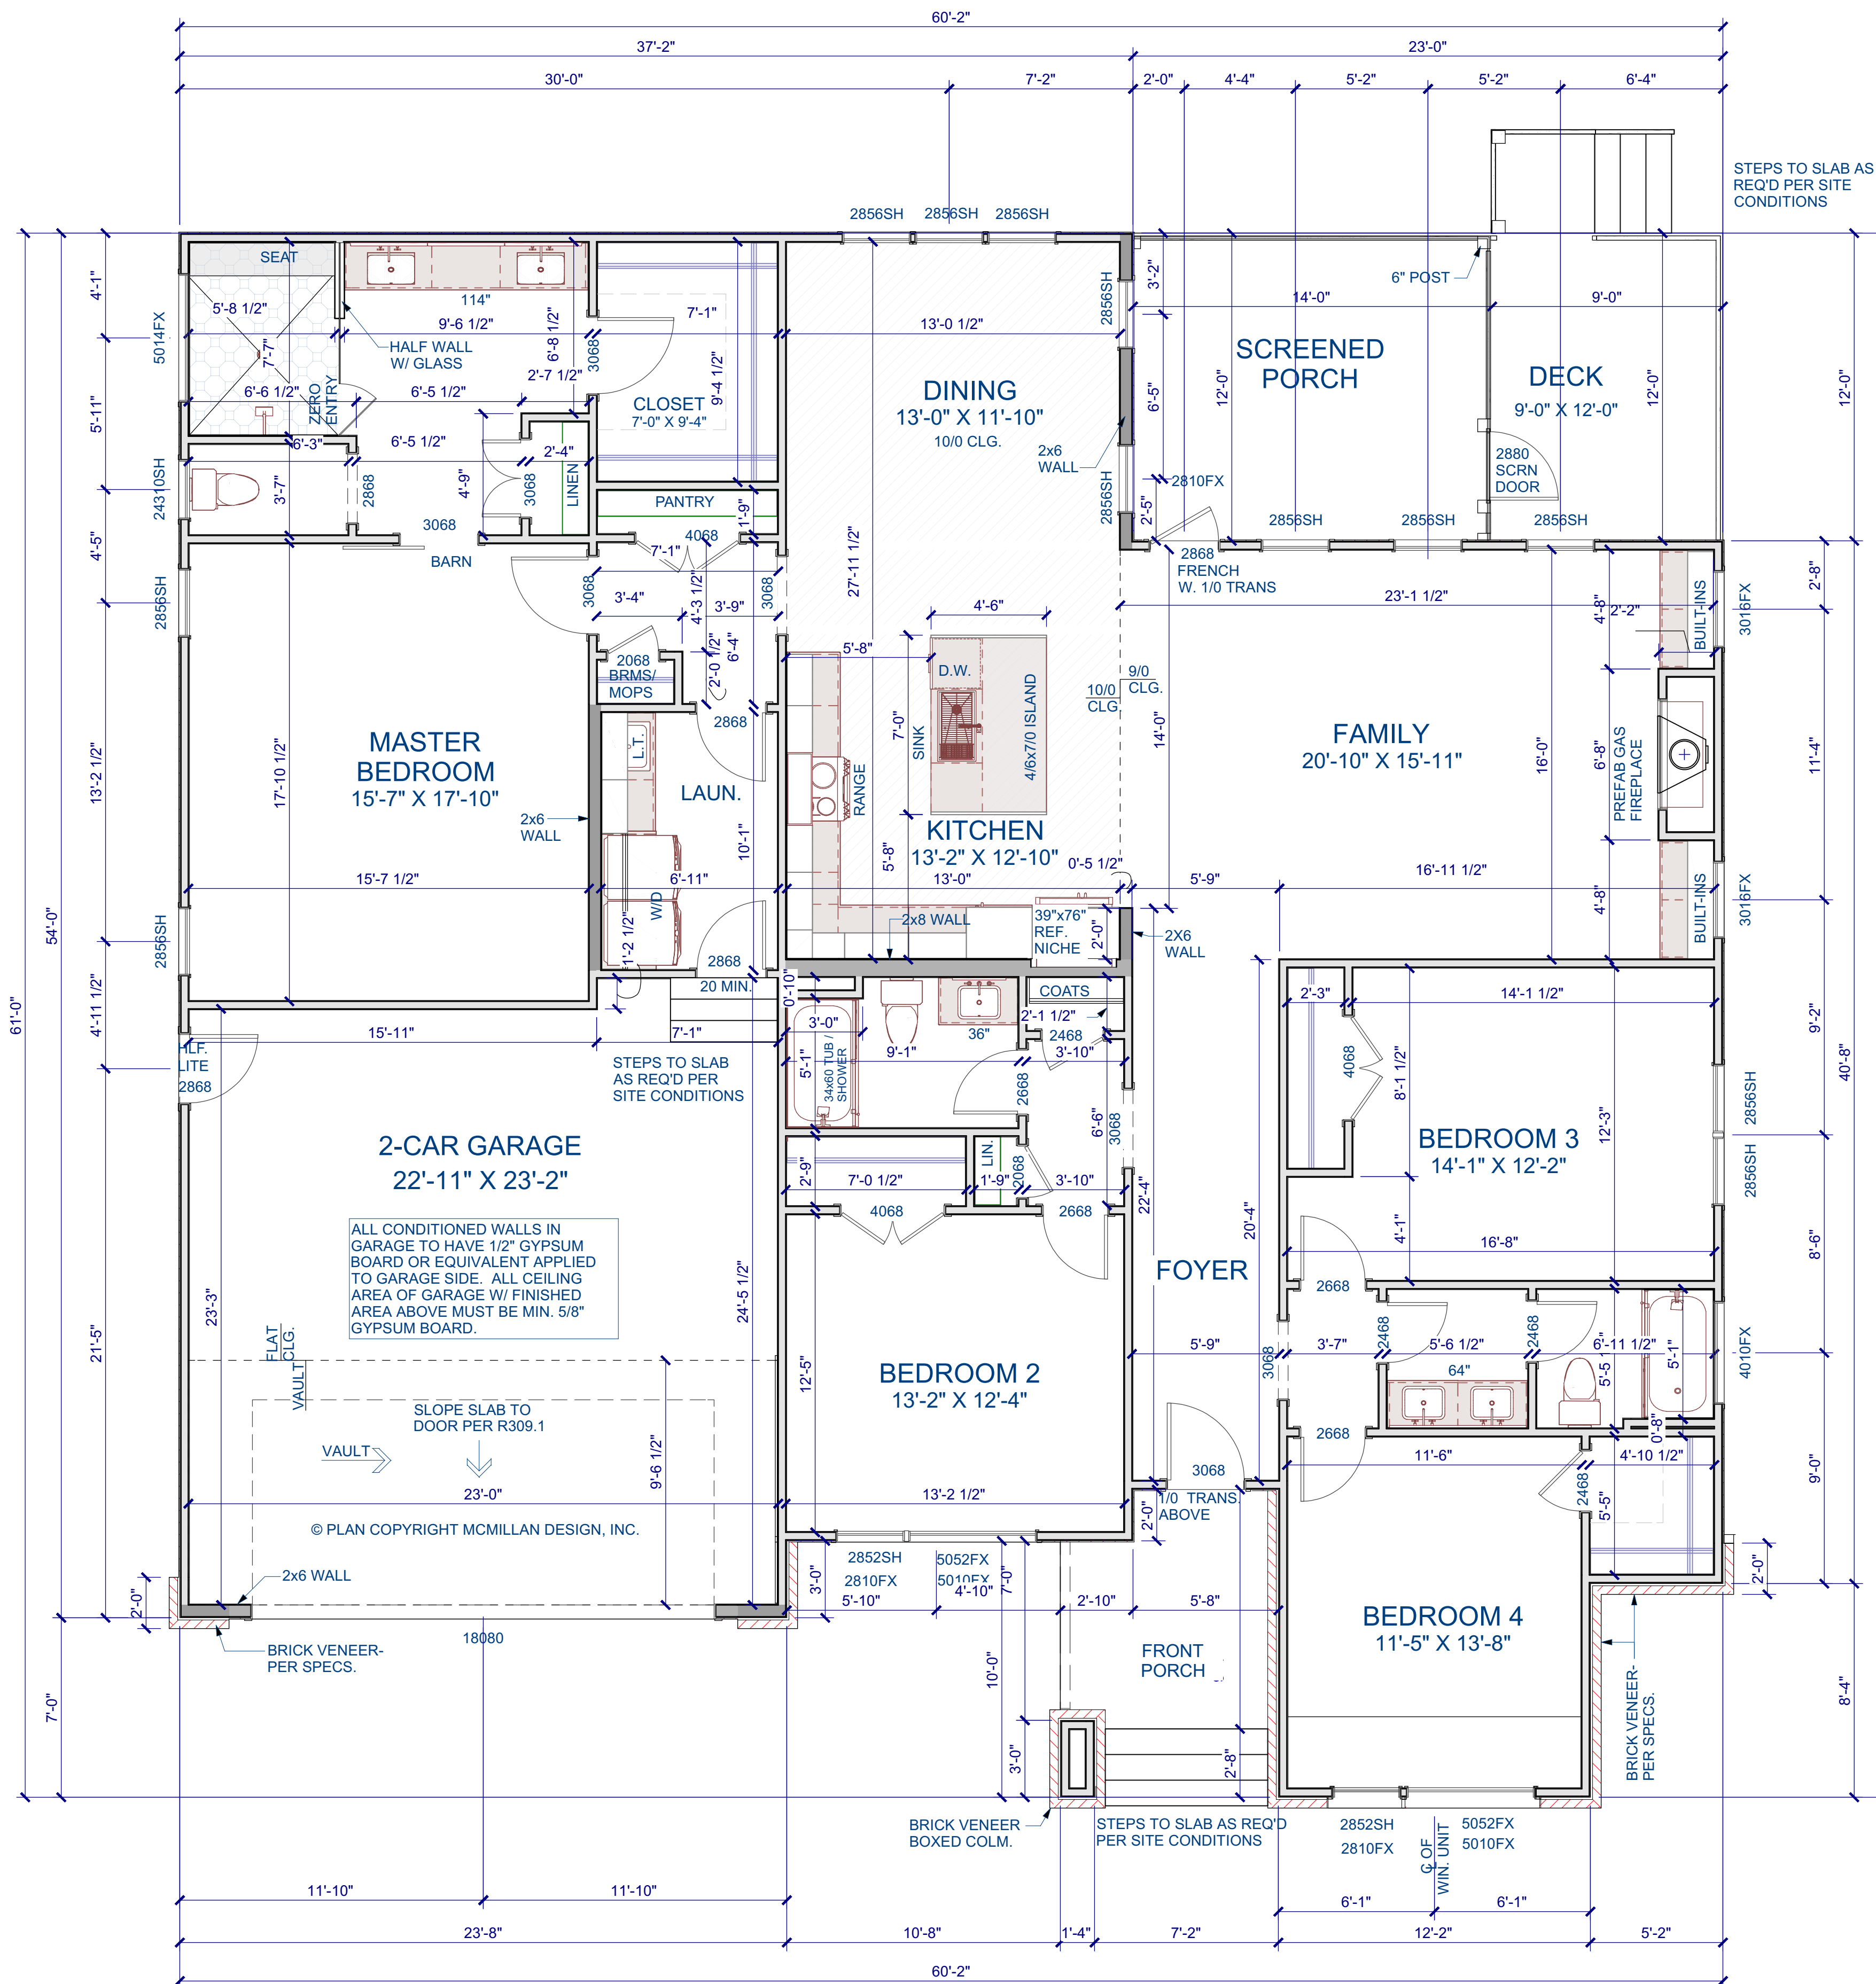 60'-2"
37'-2"
23'-0"
30'-0"
7'-2"
2'-0"
4'-4"
5'-2"
5'-2"
6'-4"
STEPS TO SLAB AS
REQ'D PER SITE
CONDITIONS
2856SH
2856SH
2856SH
SEAT
114"
5'-8 1/2"
9'-6 1/2"
HALF WALL
W/ GLASS
7'-7"
6'-6 1/2"
ZERO
ENTRY
6'-5 1/2"
6'-8 1/2"
2'-7 1/2"
3068
7'-1"
9'-4 1/2"
CLOSET
7'-0" X 9'-4"
13'-0 1/2"
DINING
13'-0" X 11'-10"
10/0 CLG.
2x6
WALL
2856SH
2856SH
3'-2"
6'-5"
2'-5"
2810FX
14'-0"
12'-0"
SCREENED
PORCH
6" POST
9'-0"
DECK
9'-0" X 12'-0"
12'-0"
2880
SCRN
DOOR
2856SH
2856SH
2856SH
12'-0"
4'-1"
5014FX
5'-11"
24310SH
4'-5"
6'-3"
6'-5 1/2"
2'-4"
3'-7"
2868
4'-9"
3068
LINEN
3068
BARN
PANTRY
1'-9"
4068
7'-1"
3068
3'-4"
4'-3 1/2"
3'-9"
3068
2'-0 1/2"
6'-4"
2068
BRMS/
MOPS
2868
27'-11 1/2"
2868
FRENCH
W. 1/0 TRANS
23'-1 1/2"
4'-8"
2'-2"
BUILT-INS
3016FX
2'-8"
2856SH
4'-6"
5'-8"
D.W.
SINK
7'-0"
4/6x7/0 ISLAND
RANGE
10/0
CLG.
9/0
CLG.
14'-0"
FAMILY
20'-10" X 15'-11"
16'-0"
6'-8"
PREFAB GAS
FIREPLACE
11'-4"
MASTER
BEDROOM
15'-7" X 17'-10"
17'-10 1/2"
13'-2 1/2"
2x6
WALL
L.T.
LAUN.
10'-1"
W/D
KITCHEN
13'-2" X 12'-10"
0'-5 1/2"
5'-8"
15'-7 1/2"
6'-11"
13'-0"
5'-9"
16'-11 1/2"
4'-8"
BUILT-INS
3016FX
2856SH
54'-0"
61'-0"
4'-11 1/2"
1'-2 1/2"
2868
20 MIN.
2x8 WALL
39"x76"
REF.
NICHE
2'-0"
2X6
WALL
0'-10"
COATS
2'-1 1/2"
2468
2'-3"
14'-1 1/2"
9'-2"
HLF.
LITE
2868
15'-11"
7'-1"
STEPS TO SLAB
AS REQ'D PER
SITE CONDITIONS
3'-0"
5'-1"
34x60 TUB /
SHOWER
9'-1"
36"
3'-10"
2668
6'-6"
3068
4068
8'-1 1/2"
12'-3"
2856SH
2856SH
40'-8"
BEDROOM 3
14'-1" X 12'-2"
2-CAR GARAGE
22'-11" X 23'-2"
2'-9"
7'-0 1/2"
LIN.
1'-9"
2068
3'-10"
22'-4"
4068
2668
4'-1"
16'-8"
8'-6"
ALL CONDITIONED WALLS IN
GARAGE TO HAVE 1/2" GYPSUM
BOARD OR EQUIVALENT APPLIED
TO GARAGE SIDE. ALL CEILING
AREA OF GARAGE W/ FINISHED
AREA ABOVE MUST BE MIN. 5/8"
GYPSUM BOARD.
23'-3"
24'-5 1/2"
21'-5"
FLAT
CLG.
VAULT
FOYER
20'-4"
2668
5'-9"
3068
3'-7"
2468
5'-6 1/2"
64"
2468
6'-11 1/2"
5'-5"
5'-1"
4010FX
BEDROOM 2
13'-2" X 12'-4"
12'-5"
SLOPE SLAB TO
DOOR PER R309.1
VAULT
9'-6 1/2"
2668
0'-8"
11'-6"
4'-10 1/2"
2468
5'-5"
9'-0"
23'-0"
13'-2 1/2"
3068
1/0 TRANS.
ABOVE
2'-0"
© PLAN COPYRIGHT MCMILLAN DESIGN, INC.
2x6 WALL
2'-0"
3'-0"
2852SH
5052FX
2810FX
5010FX
7'-0"
4'-10"
5'-10"
2'-10"
5'-8"
2'-0"
18080
BRICK VENEER-
PER SPECS.
BEDROOM 4
11'-5" X 13'-8"
FRONT
PORCH
10'-0"
7'-0"
8'-4"
BRICK VENEER-
PER SPECS.
3'-0"
2'-8"
BRICK VENEER
BOXED COLM.
STEPS TO SLAB AS REQ'D
PER SITE CONDITIONS
2852SH
5052FX
2810FX
5010FX
℄ OF
WIN. UNIT
11'-10"
11'-10"
6'-1"
6'-1"
23'-8"
10'-8"
1'-4"
7'-2"
12'-2"
5'-2"
60'-2"